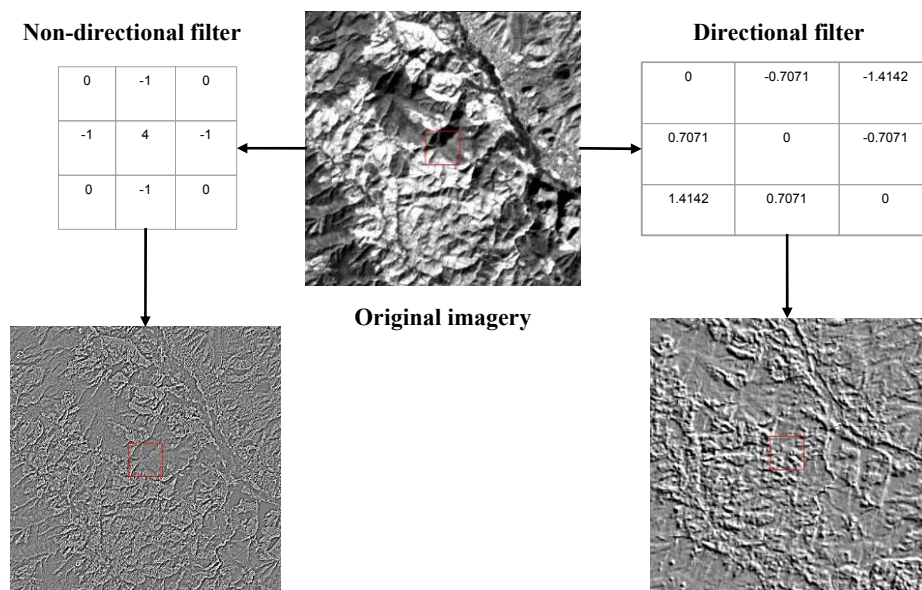 Non-directional filter
0 -1 0
-1 4 -1
0 -1 0
Directional filter
0 -0.7071 -1.4142
0.7071 0 -0.7071
1.4142 0.7071 0
Original imagery